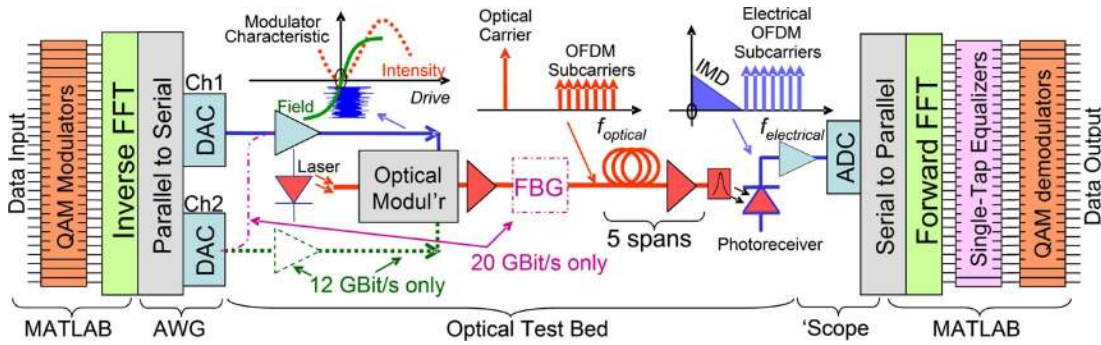 Data Input
QAM Modulators
Inverse FFT
Parallel to Serial
Ch1
DAC
Ch2
DAC
Modulator
Characteristic
Intensity
Field
Drive
Laser
Optical
Modul'r
12 GBit/s only
20 GBit/s only
FBG
Optical
Carrier
OFDM
Subcarriers
f optical
5 spans
Electrical
OFDM
Subcarriers
IMD
f electrical
Photoreceiver
ADC
Serial to Parallel
Forward FFT
Single-Tap Equalizers
QAM demodulators
Data Output
MATLAB
AWG
Optical Test Bed
'Scope
MATLAB